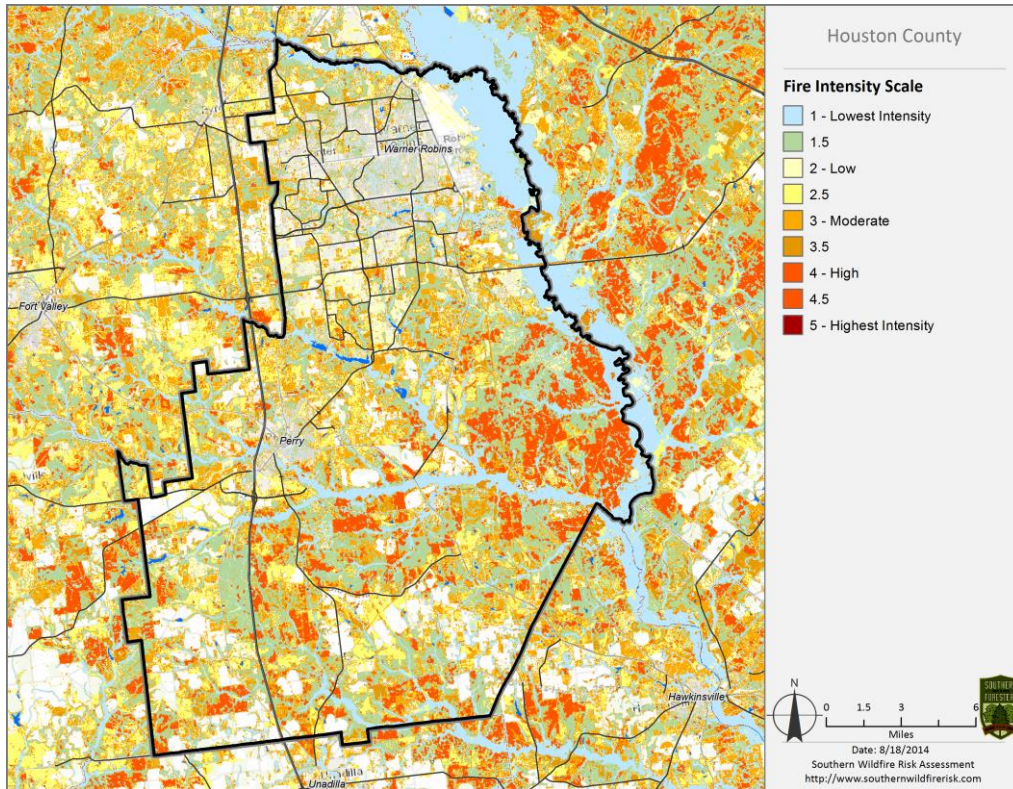 Houston County
Fire Intensity Scale
1 - Lowest Intensity
1.5
2 - Low
2.5
3 - Moderate
3.5
4 - High
4.5
5 - Highest Intensity
Warner Robins
Fort Valley
Perry
Hawkinsville
Unadilla
N
0 1.5 3 6
Miles
Date: 8/18/2014
Southern Wildfire Risk Assessment
http://www.southernwildfirerisk.com
SOUTHERN